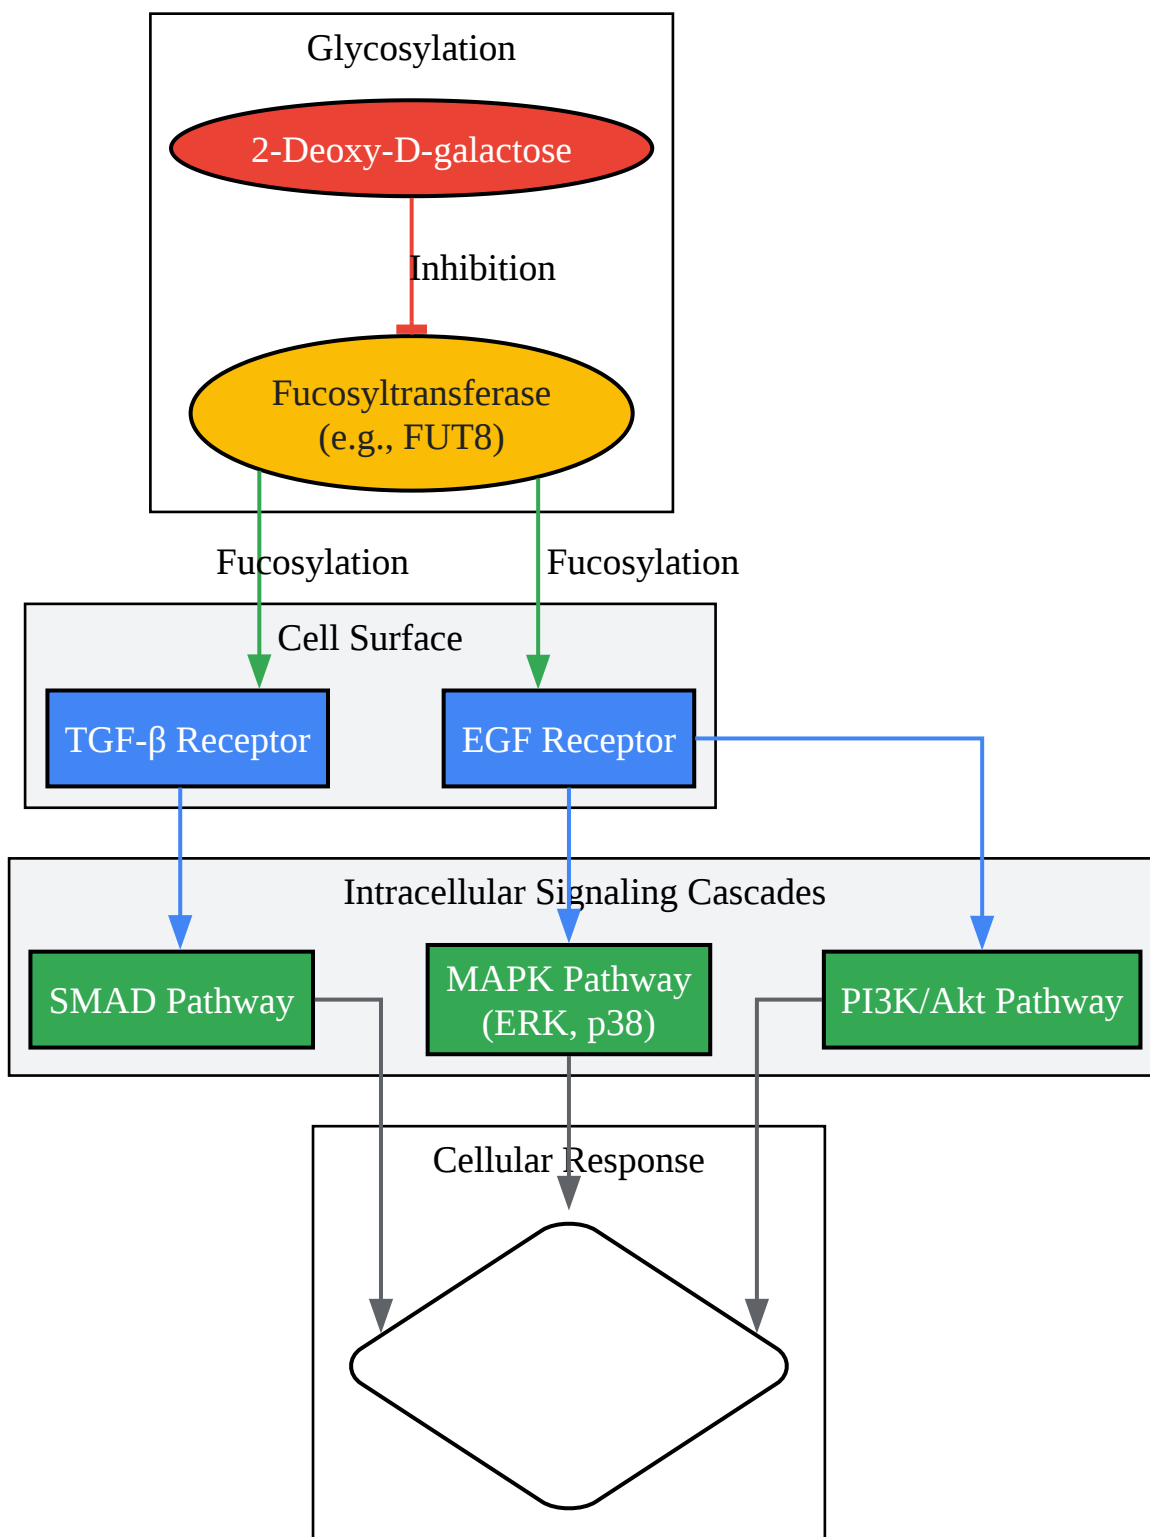 Glycosylation
2-Deoxy-D-galactose
Inhibition
Fucosyltransferase
(e.g., FUT8)
Fucosylation
Fucosylation
Cell Surface
TGF-β Receptor
EGF Receptor
Intracellular Signaling Cascades
SMAD Pathway
MAPK Pathway
(ERK, p38)
PI3K/Akt Pathway
Cellular Response